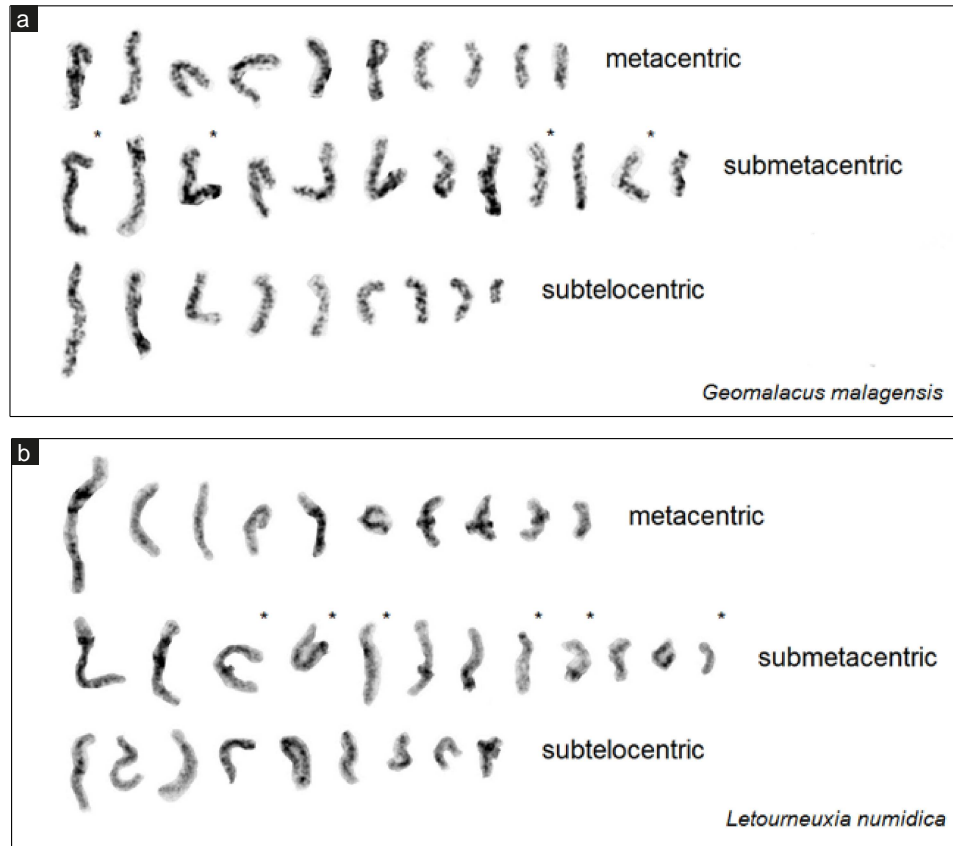 a
metacentric
* * * *
submetacentric
subtelocentric
Geomalacus malagensis
b
metacentric
* * * * * *
submetacentric
subtelocentric
Letourneuxia numidica